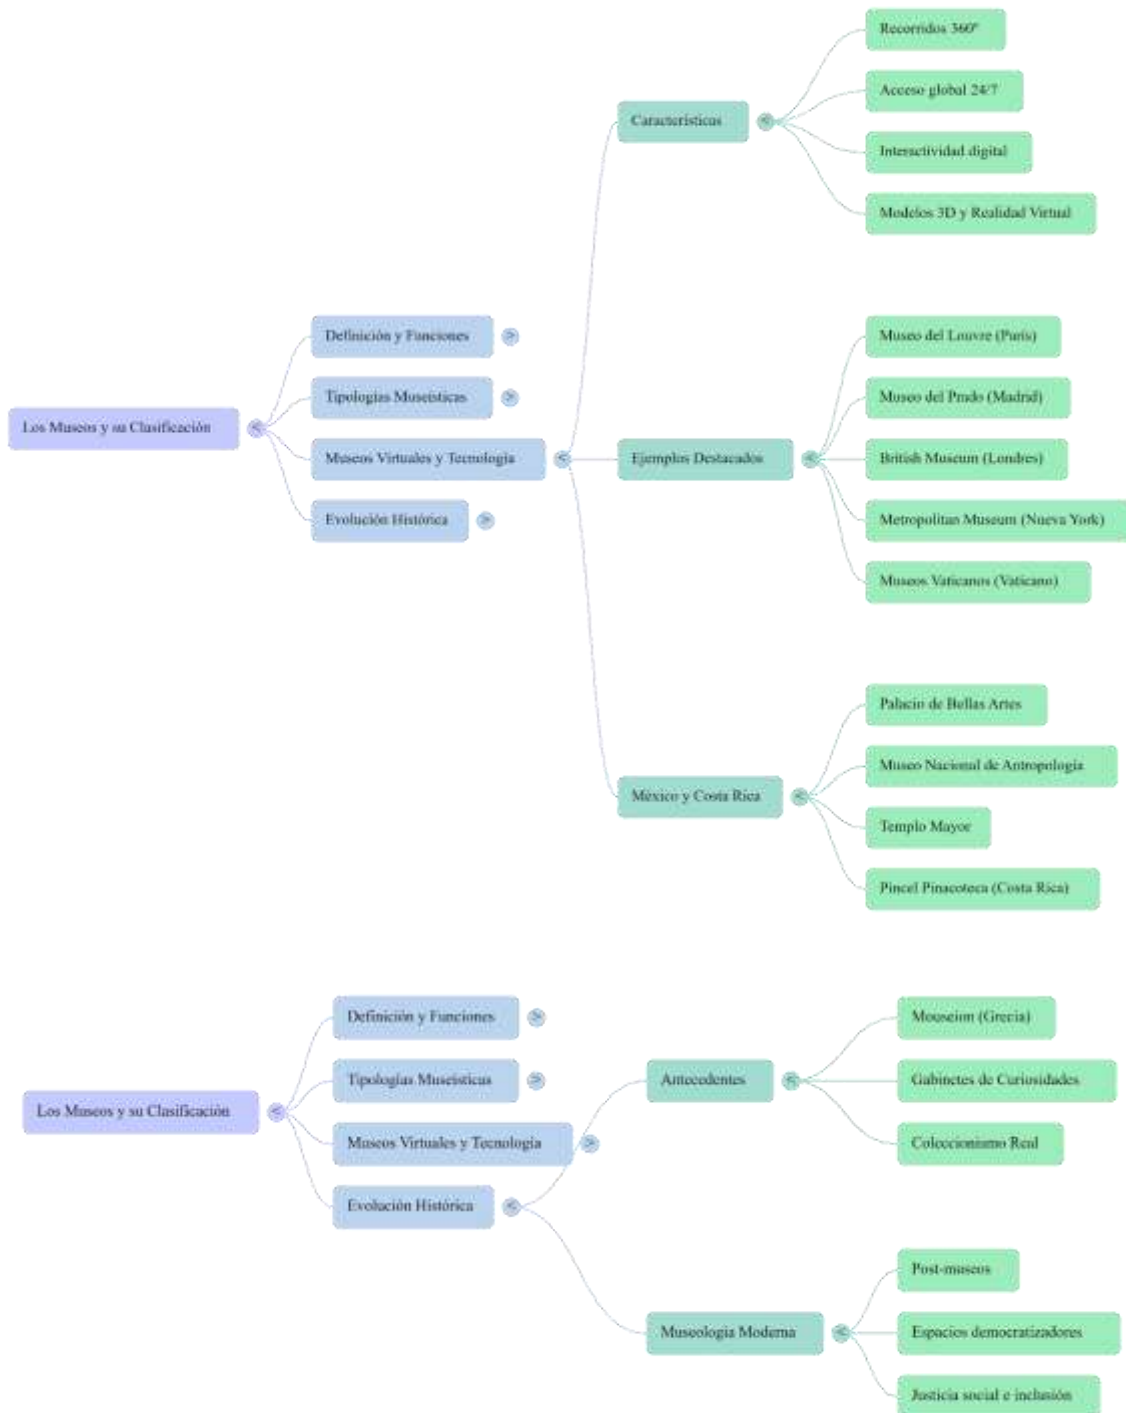 Recorridos 360°
Acceso global 24/7
Características
Interactividad digital
Modelos 3D y Realidad Virtual
Definición y Funciones
Museo del Louvre (París)
Tipologías Museísticas
Museo del Prado (Madrid)
Los Museos y su Clasificación
Museos Virtuales y Tecnología
Ejemplos Destacados
British Museum (Londres)
Evolución Histórica
Metropolitan Museum (Nueva York)
Museos Vaticanos (Vaticano)
Palacio de Bellas Artes
Museo Nacional de Antropología
México y Costa Rica
Templo Mayor
Pincel Pinacoteca (Costa Rica)
Definición y Funciones
Mouseion (Grecia)
Tipologías Museísticas
Antecedentes
Gabinetes de Curiosidades
Los Museos y su Clasificación
Museos Virtuales y Tecnología
Coleccionismo Real
Evolución Histórica
Post-museos
Museología Moderna
Espacios democratizadores
Justicia social e inclusión